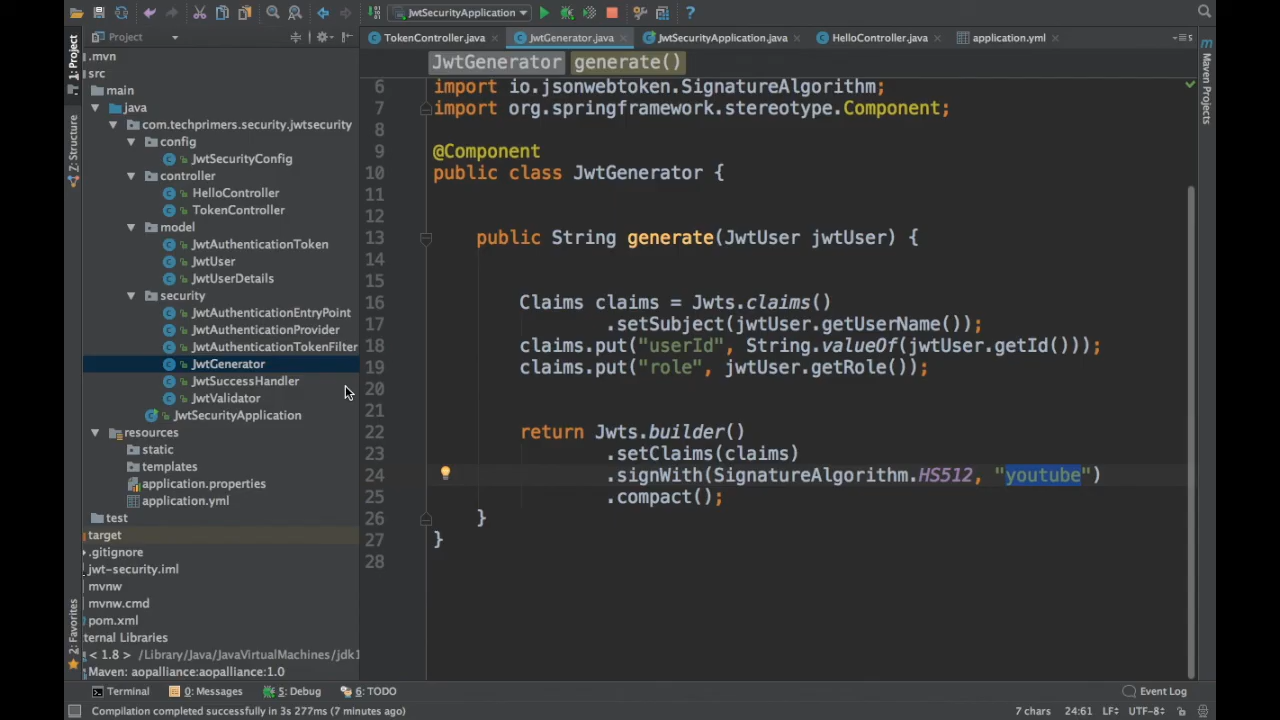 JwtSecurityApplication
TokenController.java
JwtGenerator.java
JwtSecurityApplication.java
HelloController.java
application.yml
Project
JwtGenerator generate()
1: Project
Z: Structure
2: Favorites
Maven Projects
.mvn
src
main
java
com.techprimers.security.jwtsecurity
config
JwtSecurityConfig
controller
HelloController
TokenController
model
JwtAuthenticationToken
JwtUser
JwtUserDetails
security
JwtAuthenticationEntryPoint
JwtAuthenticationProvider
JwtAuthenticationTokenFilter
JwtGenerator
JwtSuccessHandler
JwtValidator
JwtSecurityApplication
resources
static
templates
application.properties
application.yml
test
target
.gitignore
jwt-security.iml
mvnw
mvnw.cmd
pom.xml
ternal Libraries
< 1.8 > /Library/Java/JavaVirtualMachines/jdk1
Maven: aopalliance:aopalliance:1.0
6 import io.jsonwebtoken.SignatureAlgorithm;
7 import org.springframework.stereotype.Component;
8
9 @Component
10 public class JwtGenerator {
11
12
13 public String generate(JwtUser jwtUser) {
14
15
16 Claims claims = Jwts.claims()
17 .setSubject(jwtUser.getUserName());
18 claims.put("userId", String.valueOf(jwtUser.getId()));
19 claims.put("role", jwtUser.getRole());
20
21
22 return Jwts.builder()
23 .setClaims(claims)
24 .signWith(SignatureAlgorithm.HS512, "youtube")
25 .compact();
26 }
27 }
28
Terminal
0: Messages
5: Debug
6: TODO
Event Log
Compilation completed successfully in 3s 277ms (7 minutes ago)
7 chars
24:61
LF
UTF-8